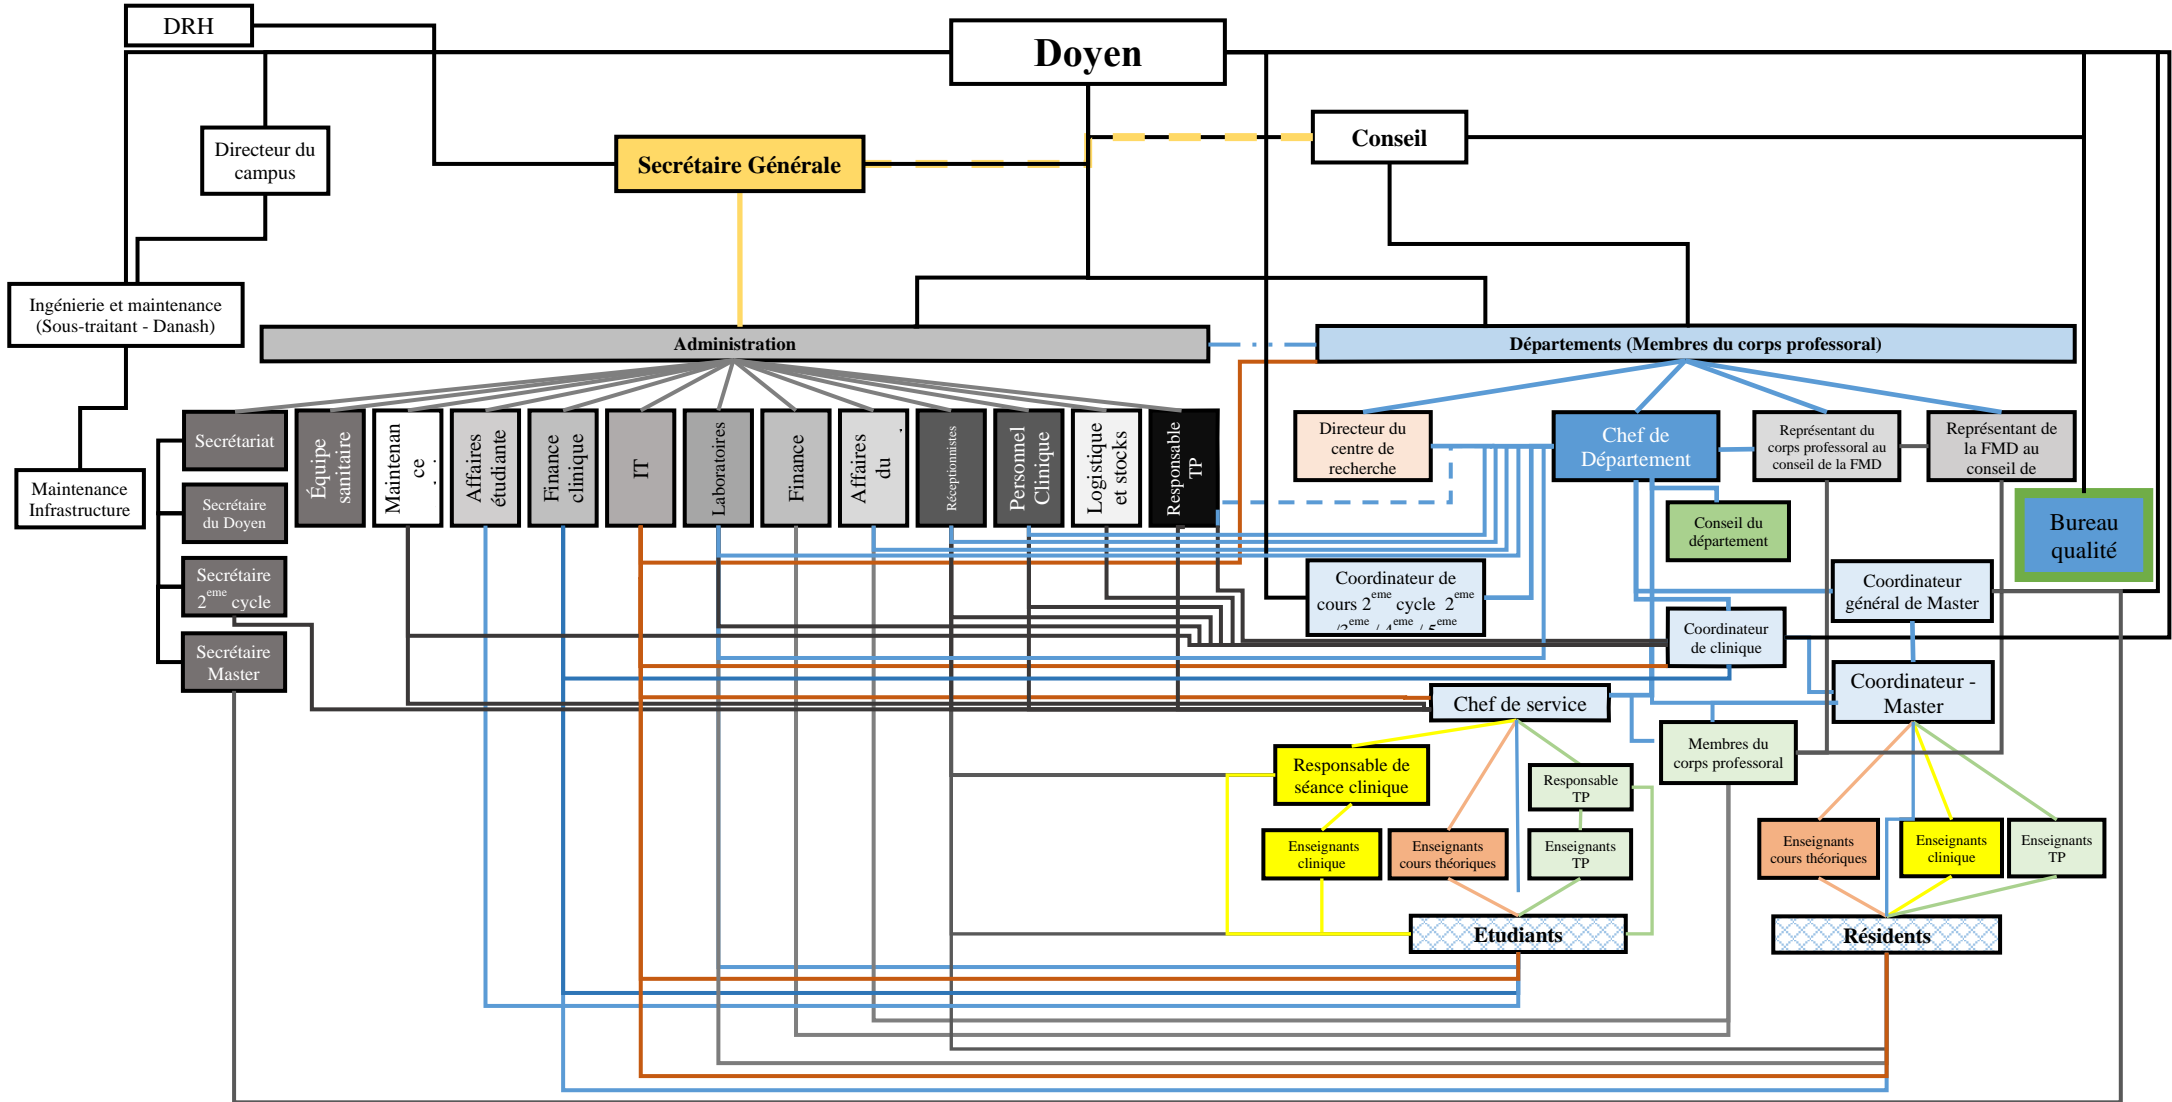 DRH
Doyen
Directeur du
campus
Secrétaire Générale
Conseil
Ingénierie et maintenance
(Sous-traitant - Danash)
Administration
Départements (Membres du corps professoral)
Secrétariat
Équipe
sanitaire
Maintenan
ce
Affaires
étudiante
Finance
clinique
IT
Laboratoires
Finance
Affaires
du
Réceptionnistes
Personnel
Clinique
Logistique
et stocks
Responsable
TP
Directeur du
centre de
recherche
Chef de
Département
Représentant du
corps professoral au
conseil de la FMD
Représentant de
la FMD au
conseil de
Maintenance
Infrastructure
Secrétaire
du Doyen
Conseil du
département
Bureau
qualité
Secrétaire
2eme cycle
Coordinateur de
cours 2eme cycle 2eme
/3eme / 4eme / 5eme
Coordinateur
général de Master
Coordinateur
de clinique
Secrétaire
Master
Coordinateur -
Master
Chef de service
Membres du
corps professoral
Responsable de
séance clinique
Responsable
TP
Enseignants
clinique
Enseignants
cours théoriques
Enseignants
TP
Enseignants
cours théoriques
Enseignants
clinique
Enseignants
TP
Etudiants
Résidents